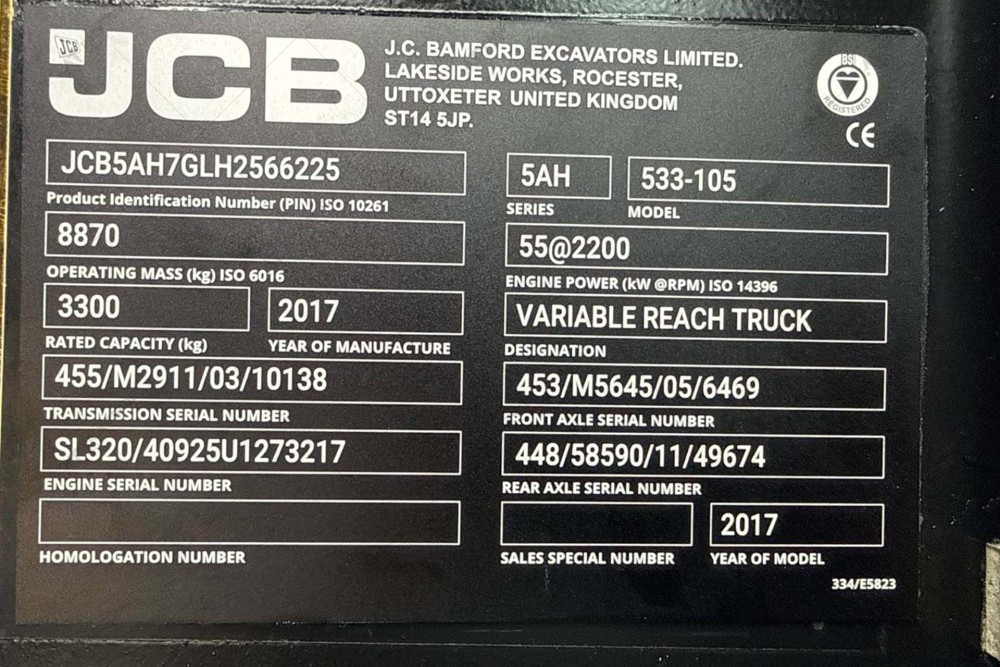 JCB
JCB
J.C. BAMFORD EXCAVATORS LIMITED.
LAKESIDE WORKS, ROCESTER,
UTTOXETER UNITED KINGDOM
ST14 5JP.
BSI
REGISTERED
CE
JCB5AH7GLH2566225
Product Identification Number (PIN) ISO 10261
5AH
SERIES
533-105
MODEL
8870
OPERATING MASS (kg) ISO 6016
55@2200
ENGINE POWER (kW @RPM) ISO 14396
3300
RATED CAPACITY (kg)
2017
YEAR OF MANUFACTURE
VARIABLE REACH TRUCK
DESIGNATION
455/M2911/03/10138
TRANSMISSION SERIAL NUMBER
453/M5645/05/6469
FRONT AXLE SERIAL NUMBER
SL320/40925U1273217
ENGINE SERIAL NUMBER
448/58590/11/49674
REAR AXLE SERIAL NUMBER
HOMOLOGATION NUMBER
SALES SPECIAL NUMBER
2017
YEAR OF MODEL
334/E5823